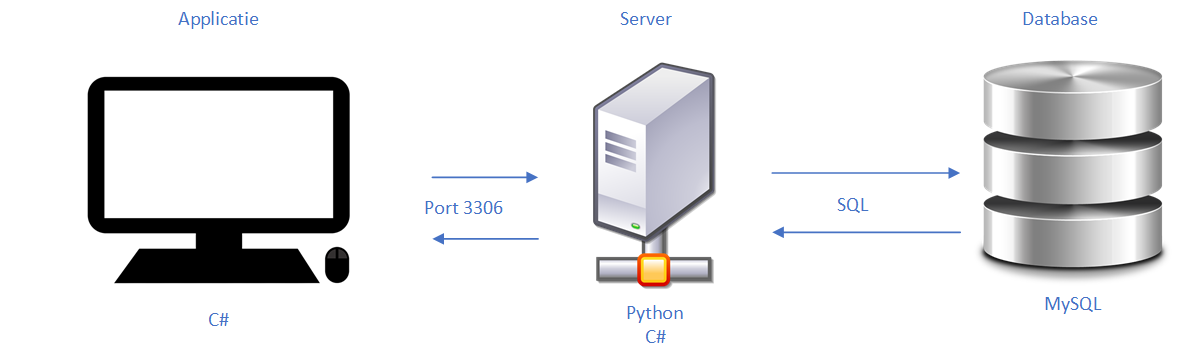 Applicatie
Server
Database
Port 3306
SQL
C#
Python
C#
MySQL